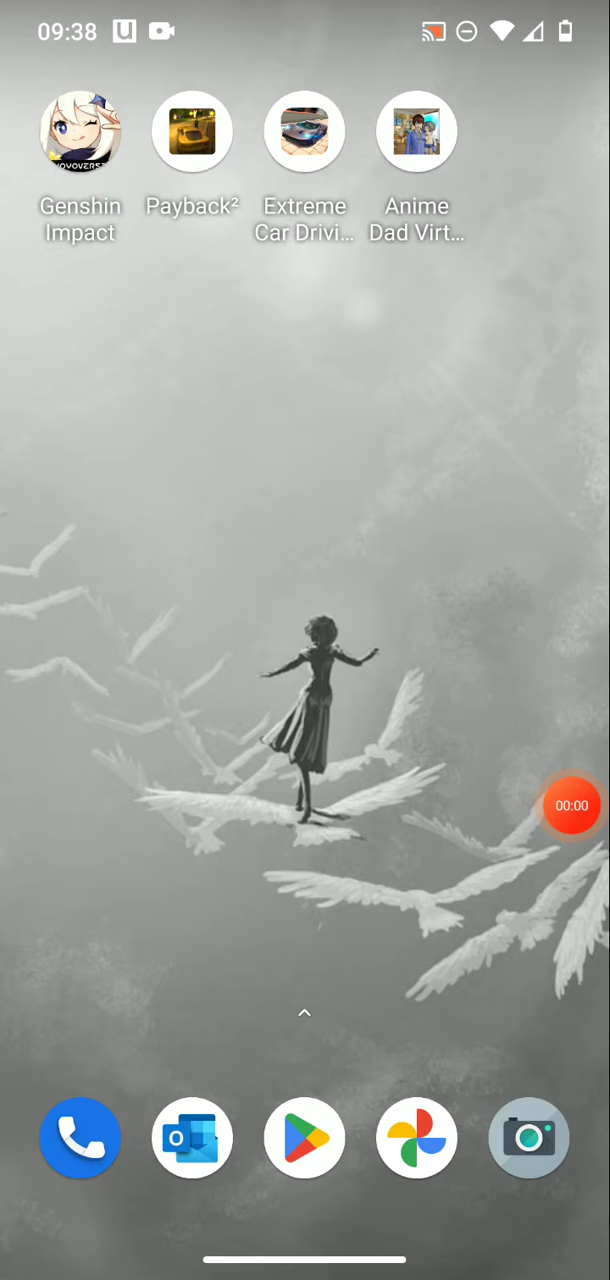 09:38
Genshin
Impact
Payback²
Extreme
Car Drivi...
Anime
Dad Virt...
00:00